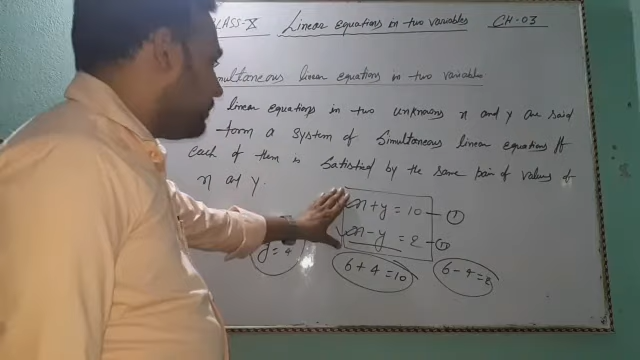 CLASS-X Linear equations in two variables CH-03
Simultaneous linear equations in two variables
linear equations in two unknowns x and y are said
form a system of simultaneous linear equations if
each of them is satisfied by the same pair of values of
x and y.
x + y = 10 — (i)
x - y = 2 — (ii)
y = 4
6 + 4 = 10
6 - 4 = 2